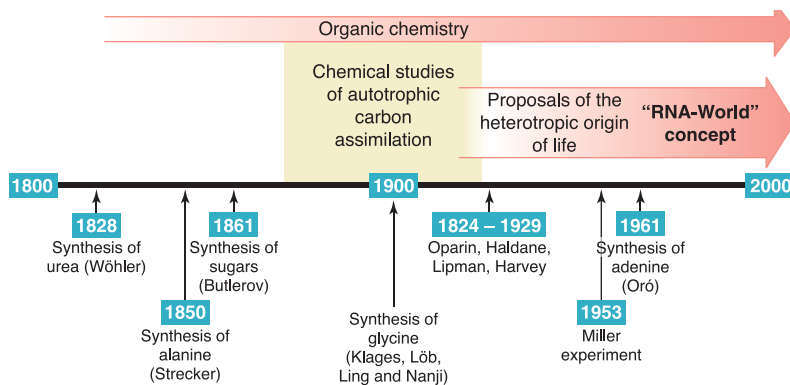 Organic chemistry
Chemical studies
of autotrophic
carbon
assimilation
Proposals of the
heterotropic origin
of life
“RNA-World”
concept
1800
1900
2000
1828
Synthesis of
urea (Wöhler)
1850
Synthesis of
alanine
(Strecker)
1861
Synthesis of
sugars
(Butlerov)
Synthesis of
glycine
(Klages, Löb,
Ling and Nanji)
1824 – 1929
Oparin, Haldane,
Lipman, Harvey
1953
Miller
experiment
1961
Synthesis of
adenine
(Oró)